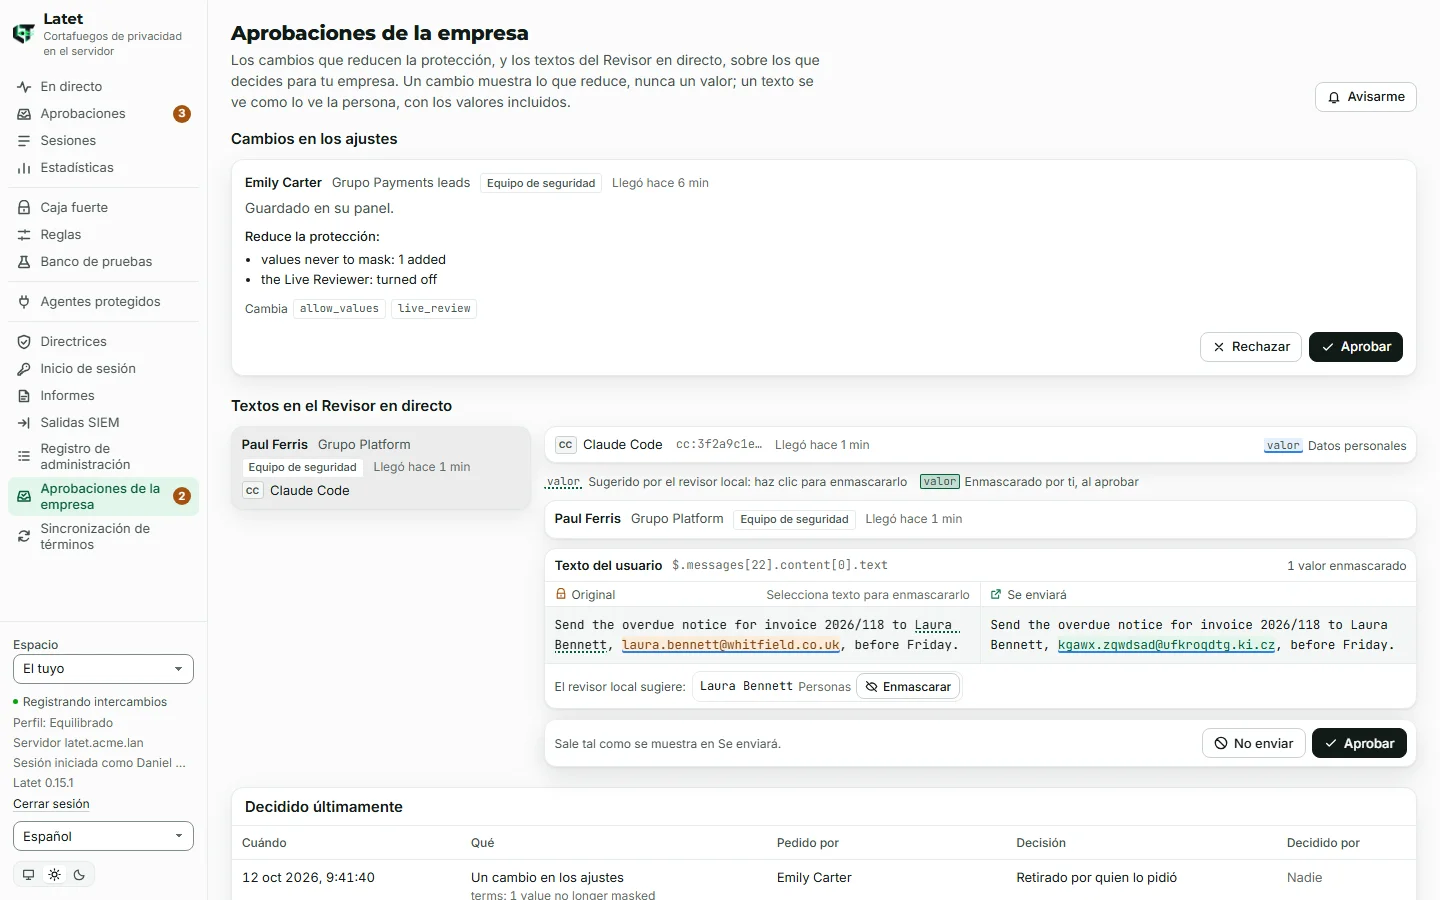 Latet
Cortafuegos de privacidad
en el servidor
En directo
Aprobaciones 3
Sesiones
Estadísticas
Caja fuerte
Reglas
Banco de pruebas
Agentes protegidos
Directrices
Inicio de sesión
Informes
Salidas SIEM
Registro de
administración
Aprobaciones de la
empresa 2
Sincronización de
términos
Espacio
El tuyo
Registrando intercambios
Perfil: Equilibrado
Servidor latet.acme.lan
Sesión iniciada como Daniel ...
Latet 0.15.1
Cerrar sesión
Español
Aprobaciones de la empresa
Los cambios que reducen la protección, y los textos del Revisor en directo, sobre los que
decides para tu empresa. Un cambio muestra lo que reduce, nunca un valor; un texto se
ve como lo ve la persona, con los valores incluidos.
Avisarme
Cambios en los ajustes
Emily Carter Grupo Payments leads Equipo de seguridad Llegó hace 6 min
Guardado en su panel.
Reduce la protección:
• values never to mask: 1 added
• the Live Reviewer: turned off
Cambia allow_values live_review
Rechazar Aprobar
Textos en el Revisor en directo
Paul Ferris Grupo Platform
Equipo de seguridad Llegó hace 1 min
CC Claude Code
CC Claude Code cc:3f2a9c1e… Llegó hace 1 min valor Datos personales
valor Sugerido por el revisor local: haz clic para enmascararlo valor Enmascarado por ti, al aprobar
Paul Ferris Grupo Platform Equipo de seguridad Llegó hace 1 min
Texto del usuario $.messages[22].content[0].text 1 valor enmascarado
Original Selecciona texto para enmascararlo
Send the overdue notice for invoice 2026/118 to Laura
Bennett, laura.bennett@whitfield.co.uk, before Friday.
Se enviará
Send the overdue notice for invoice 2026/118 to Laura
Bennett, kgawx.zqwdsad@ufkroqdtg.ki.cz, before Friday.
El revisor local sugiere: Laura Bennett Personas Enmascarar
Sale tal como se muestra en Se enviará. No enviar Aprobar
Decidido últimamente
Cuándo Qué Pedido por Decisión Decidido por
12 oct 2026, 9:41:40 Un cambio en los ajustes Emily Carter Retirado por quien lo pidió Nadie
terms: 1 value no longer masked